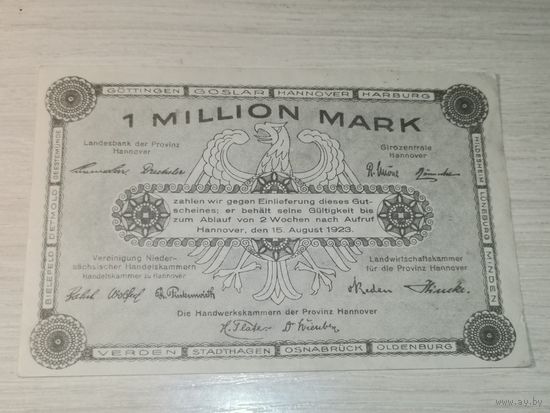 GÖTTINGEN GOSLAR HANNOVER HARBURG
1 MILLION MARK
Landesbank der Provinz
Hannover
Girozentrale
Hannover
zahlen wir gegen Einlieferung dieses Gut-
scheines; er behält seine Gültigkeit bis
zum Ablauf von 2 Wochen nach Aufruf
Hannover, den 15. August 1923.
Vereinigung Nieder-
sächsischer Handelskammern
Handelskammer zu Hannover
Landwirtschaftskammer
für die Provinz Hannover
Die Handwerkskammern der Provinz Hannover
BIELEFELD DETMOLD GEESTEMÜNDE
HILDESHEIM LÜNEBURG MINDEN
VERDEN STADTHAGEN OSNABRÜCK OLDENBURG
ay.by